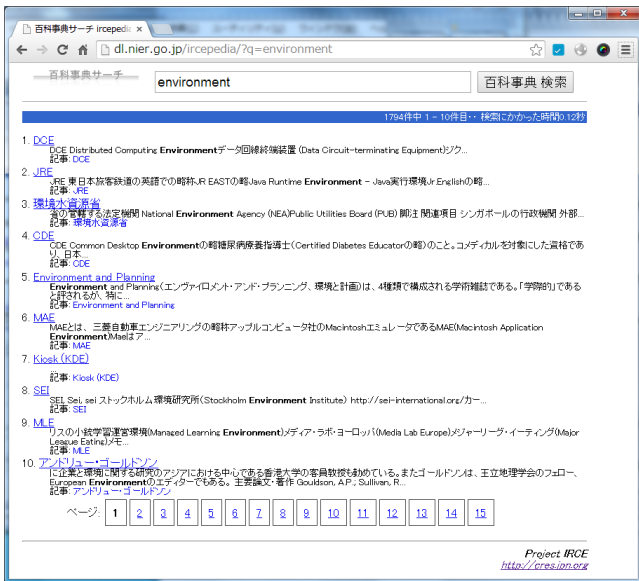 百科事典サーチ ircepedi
dl.nier.go.jp/ircepedia/?q=environment
百科事典サーチ
environment
百科事典 検索
1794件中 1 - 10件目・・ 検索にかかった時間0.12秒
1. DCE
DCE Distributed Computing Environmentデータ回線終端装置 (Data Circuit-terminating Equipment)ジク...
記事: DCE
2. JRE
JRE 東日本旅客鉄道の英語での略称JR EASTの略Java Runtime Environment - Java実行環境Jr.Englishの略...
記事: JRE
3. 環境水資源省
省の管轄する法定機関 National Environment Agency (NEA)Public Utilities Board (PUB) 脚注 関連項目 シンガポールの行政機関 外部...
記事: 環境水資源省
4. CDE
CDE Common Desktop Environmentの略糖尿病療養指導士(Certified Diabetes Educatorの略)のこと。コメディカルを対象にした資格であ
り、日本...
記事: CDE
5. Environment and Planning
Environment and Planning(エンヴァイロメント・アンド・プランニング、環境と計画)は、4種類で構成される学術雑誌である。「学際的」である
と評されるが、特に...
記事: Environment and Planning
6. MAE
MAEとは、 三菱自動車エンジニアリングの略称アップルコンピュータ社のMacintoshエミュレータであるMAE(Macintosh Application
Environment)Maeはア...
記事: MAE
7. Kiosk (KDE)
記事: Kiosk (KDE)
8. SEI
SEI, Sei, sei ストックホルム環境研究所(Stockholm Environment Institute) http://sei-international.org/カー...
記事: SEI
9. MLE
リスの小銃学習運営環境(Managed Learning Environment)メディア・ラボ・ヨーロッパ(Media Lab Europe)メジャーリーグ・イーティング(Major
League Eating)メモ...
記事: MLE
10. アンドリュー・ゴールドソン
に企業と環境に関する研究のアジアにおける中心である香港大学の客員教授も勤めている。またゴールドソンは、王立地理学会のフェロー、
European Environmentのエディターでもある。 主要論文・著作 Gouldson, A.P.; Sullivan, R...
記事: アンドリュー・ゴールドソン
ページ: 1 2 3 4 5 6 7 8 9 10 11 12 13 14 15
Project IRCE
http://cres.jpn.org